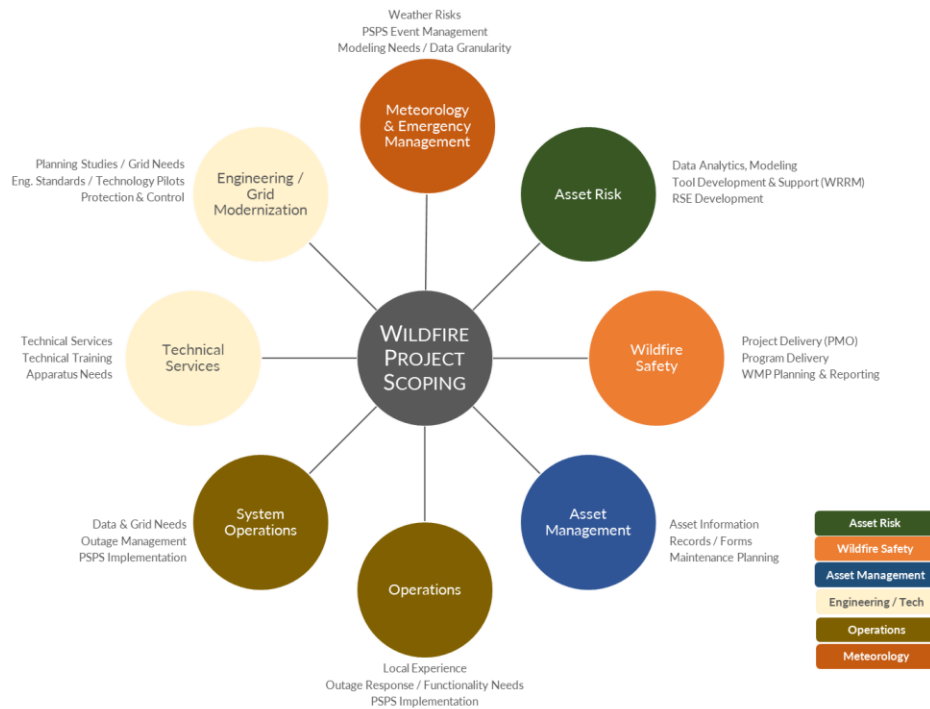 Weather Risks
PSPS Event Management
Modeling Needs / Data Granularity
Meteorology
& Emergency
Management
Planning Studies / Grid Needs
Eng. Standards / Technology Pilots
Protection & Control
Engineering /
Grid
Modernization
Asset Risk
Data Analytics, Modeling
Tool Development & Support (WRRM)
RSE Development
Technical Services
Technical Training
Apparatus Needs
Technical
Services
WILDFIRE
PROJECT
SCOPING
Wildfire
Safety
Project Delivery (PMO)
Program Delivery
WMP Planning & Reporting
Data & Grid Needs
Outage Management
PSPS Implementation
System
Operations
Operations
Local Experience
Outage Response / Functionality Needs
PSPS Implementation
Asset
Management
Asset Information
Records / Forms
Maintenance Planning
Asset Risk
Wildfire Safety
Asset Management
Engineering / Tech
Operations
Meteorology